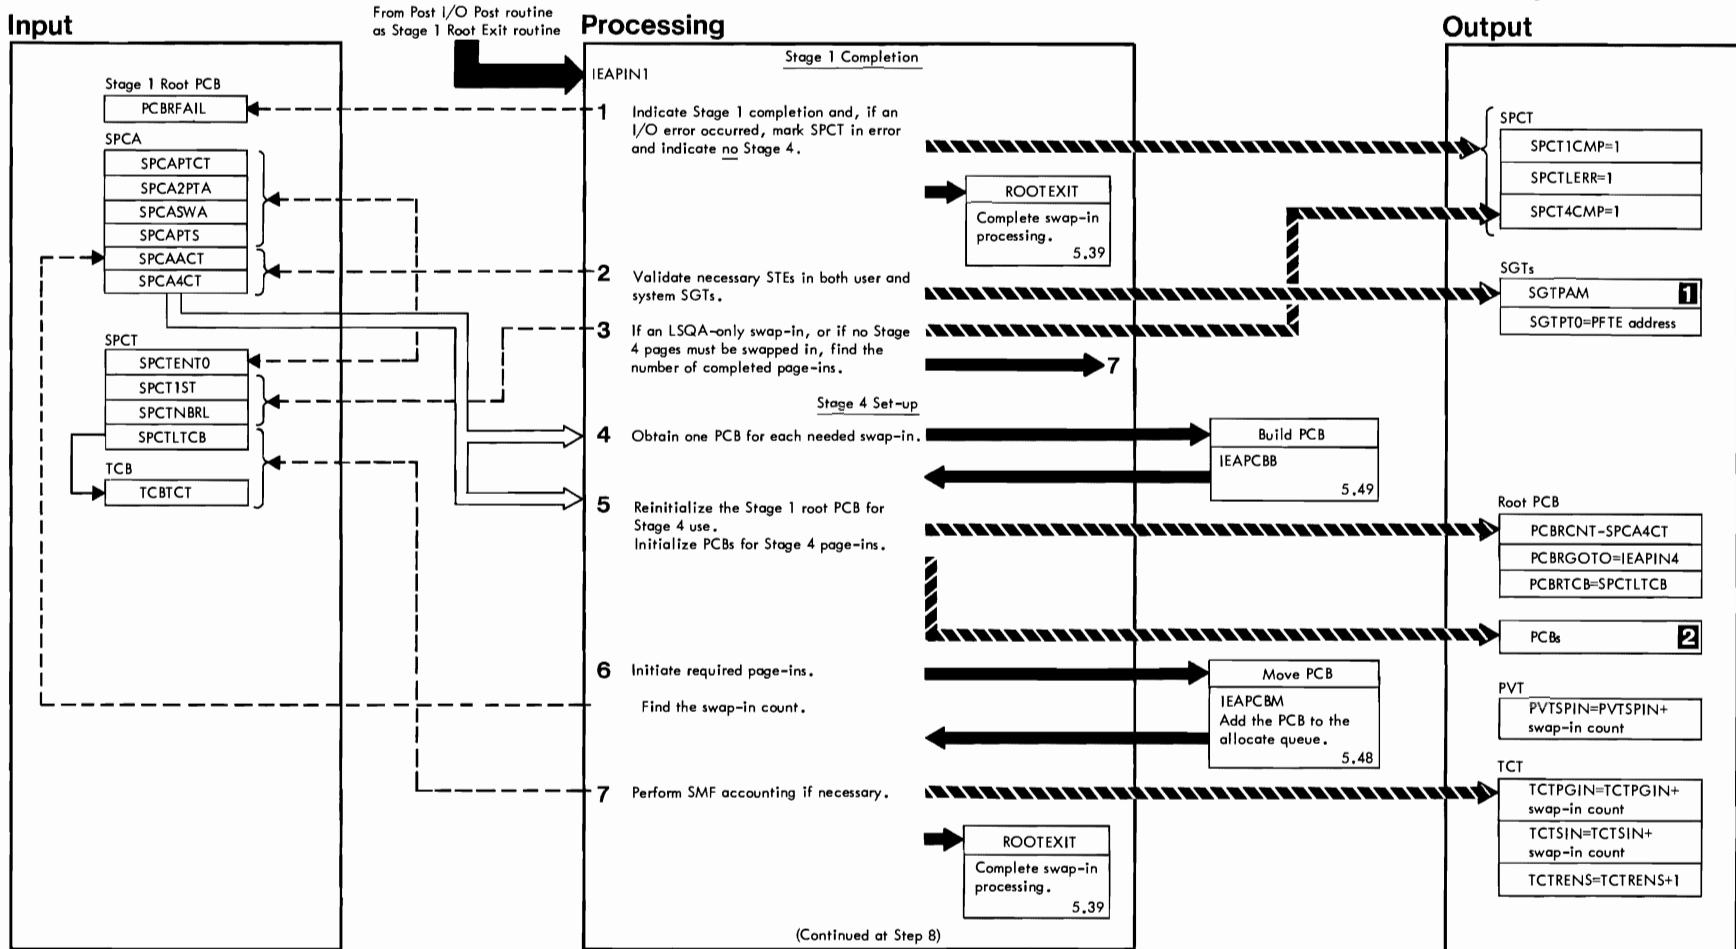 From Post I/O Post routine
as Stage 1 Root Exit routine
Input
Processing
Output
Stage 1 Root PCB
PCBRFAIL
SPCA
SPCAPTCT
SPCA2PTA
SPCASWA
SPCAPTS
SPCAACT
SPCA4CT
SPCT
SPCTENT0
SPCT1ST
SPCTNBRL
SPCTLTCB
TCB
TCBTCT
Stage 1 Completion
IEAPIN1
1 Indicate Stage 1 completion and, if an
I/O error occurred, mark SPCT in error
and indicate no Stage 4.
ROOTEXIT
Complete swap-in
processing.
5.39
2 Validate necessary STEs in both user and
system SGTs.
3 If an LSQA-only swap-in, or if no Stage
4 pages must be swapped in, find the
number of completed page-ins.
7
Stage 4 Set-up
4 Obtain one PCB for each needed swap-in.
Build PCB
IEAPCBB
5.49
5 Reinitialize the Stage 1 root PCB for
Stage 4 use.
Initialize PCBs for Stage 4 page-ins.
6 Initiate required page-ins.
Find the swap-in count.
Move PCB
IEAPCBM
Add the PCB to the
allocate queue.
5.48
7 Perform SMF accounting if necessary.
ROOTEXIT
Complete swap-in
processing.
5.39
(Continued at Step 8)
SPCT
SPCT1CMP=1
SPCTLERR=1
SPCT4CMP=1
SGTs
SGTPAM 1
SGTPT0=PFTE address
Root PCB
PCBRCNT-SPCA4CT
PCBRGOTO=IEAPIN4
PCBRTCB=SPCTLTCB
PCBs 2
PVT
PVTSPIN=PVTSPIN+
swap-in count
TCT
TCTPGIN=TCTPGIN+
swap-in count
TCTSIN=TCTSIN+
swap-in count
TCTRENS=TCTRENS+1